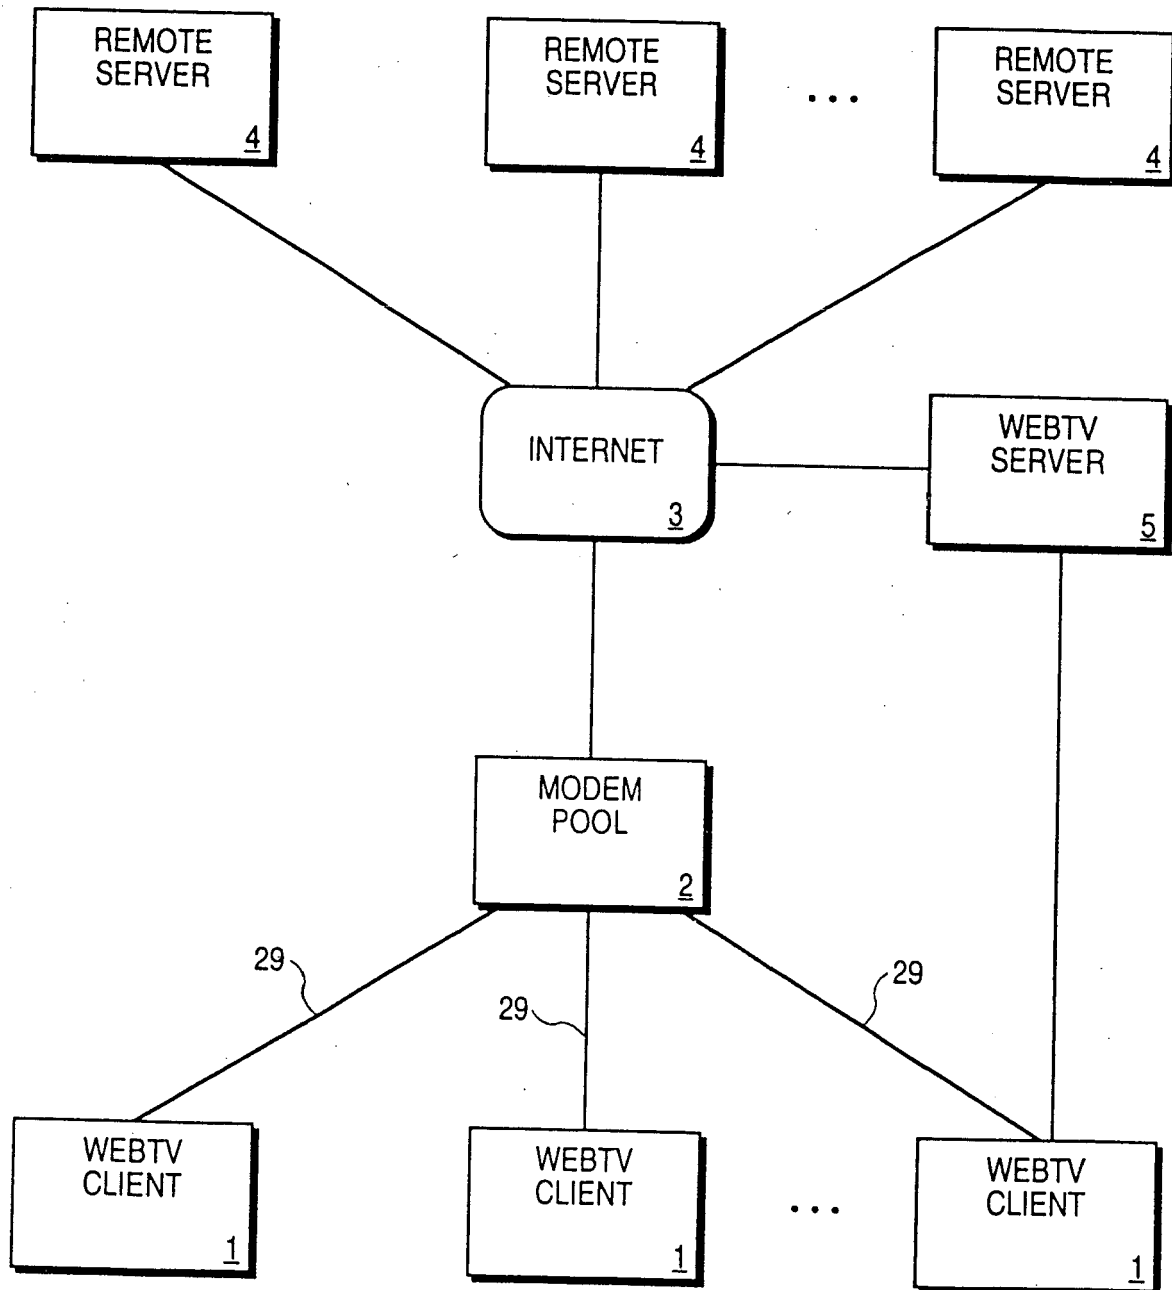 REMOTE
SERVER
4
REMOTE
SERVER
4
...
REMOTE
SERVER
4
INTERNET
3
WEBTV
SERVER
5
MODEM
POOL
2
29
29
29
WEBTV
CLIENT
1
WEBTV
CLIENT
1
...
WEBTV
CLIENT
1